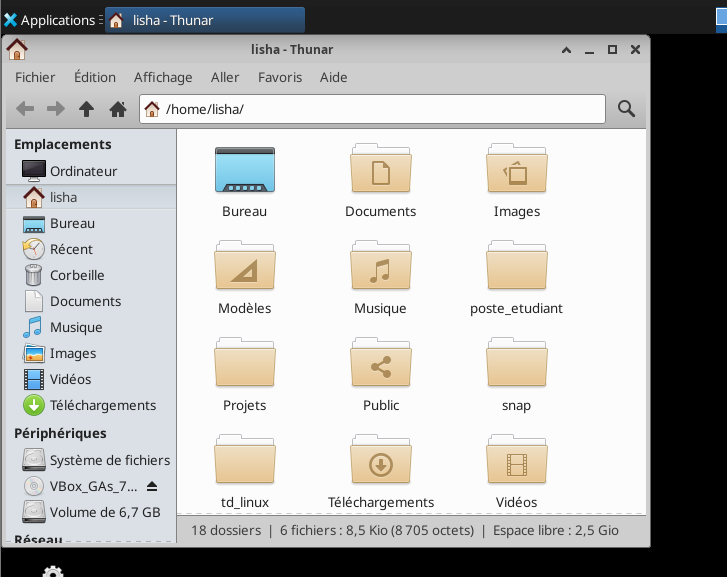 Applications
lisha - Thunar
lisha - Thunar
Fichier Édition Affichage Aller Favoris Aide
/home/lisha/
Emplacements
Ordinateur
lisha
Bureau
Récent
Corbeille
Documents
Musique
Images
Vidéos
Téléchargements
Périphériques
Système de fichiers
VBox_GAs_7...
Volume de 6,7 GB
Réseau
Bureau Documents Images
Modèles Musique poste_etudiant
Projets Public snap
td_linux Téléchargements Vidéos
18 dossiers | 6 fichiers : 8,5 Kio (8 705 octets) | Espace libre : 2,5 Gio